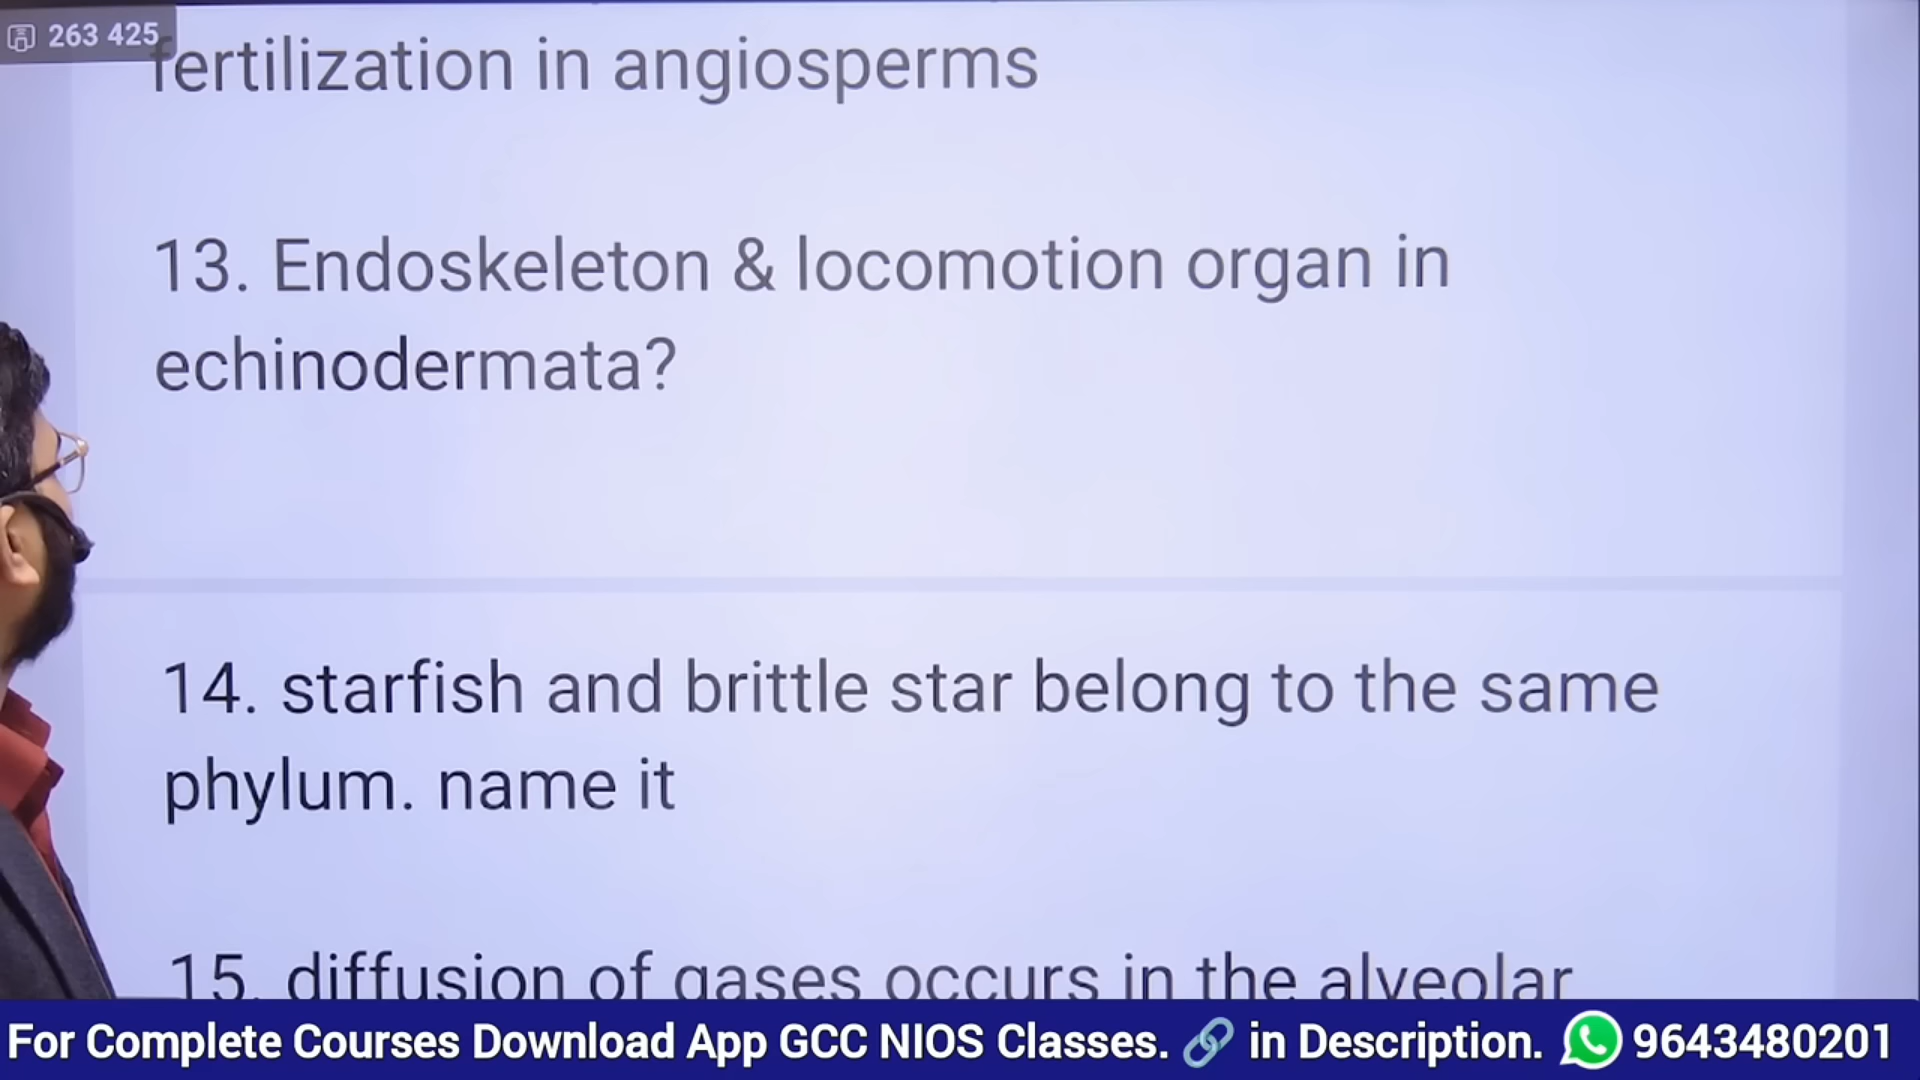 263 425
fertilization in angiosperms
13. Endoskeleton & locomotion organ in
echinodermata?
14. starfish and brittle star belong to the same
phylum. name it
15. diffusion of gases occurs in the alveolar
For Complete Courses Download App GCC NIOS Classes. 🔗 in Description. 9643480201